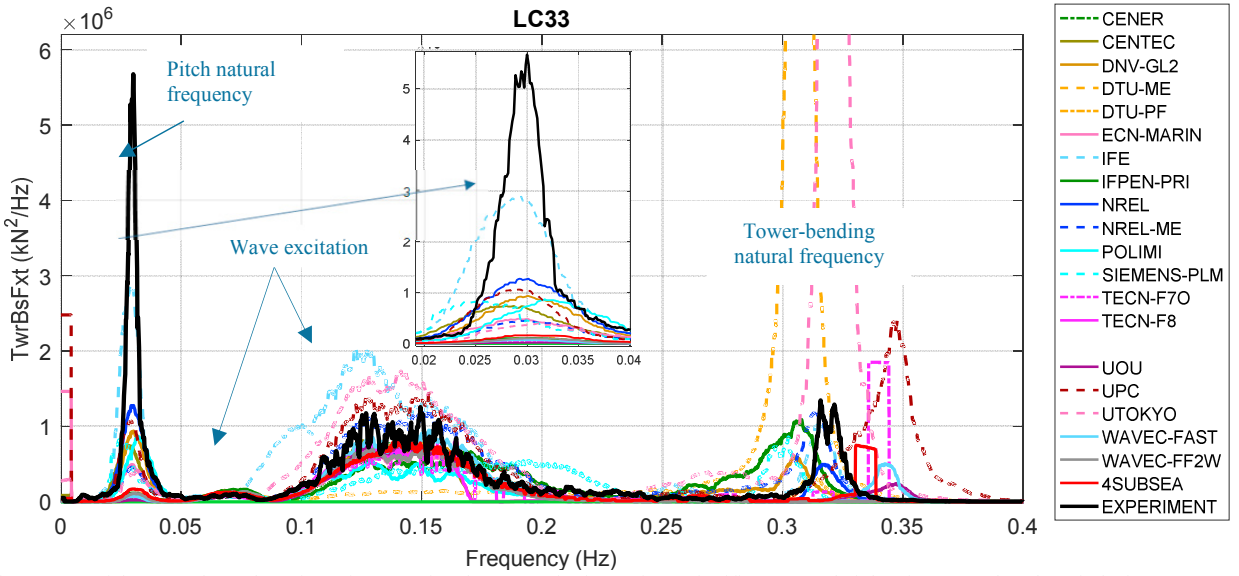 LC33
×10⁶
TwrBsFxt (kN²/Hz)
6
5
4
3
2
1
0
Pitch natural
frequency
Wave excitation
Tower-bending
natural frequency
5
4
3
2
1
0
0.02 0.025 0.03 0.035 0.04
0 0.05 0.1 0.15 0.2 0.25 0.3 0.35 0.4
Frequency (Hz)
CENER
CENTEC
DNV-GL2
DTU-ME
DTU-PF
ECN-MARIN
IFE
IFPEN-PRI
NREL
NREL-ME
POLIMI
SIEMENS-PLM
TECN-F7O
TECN-F8
UOU
UPC
UTOKYO
WAVEC-FAST
WAVEC-FF2W
4SUBSEA
EXPERIMENT